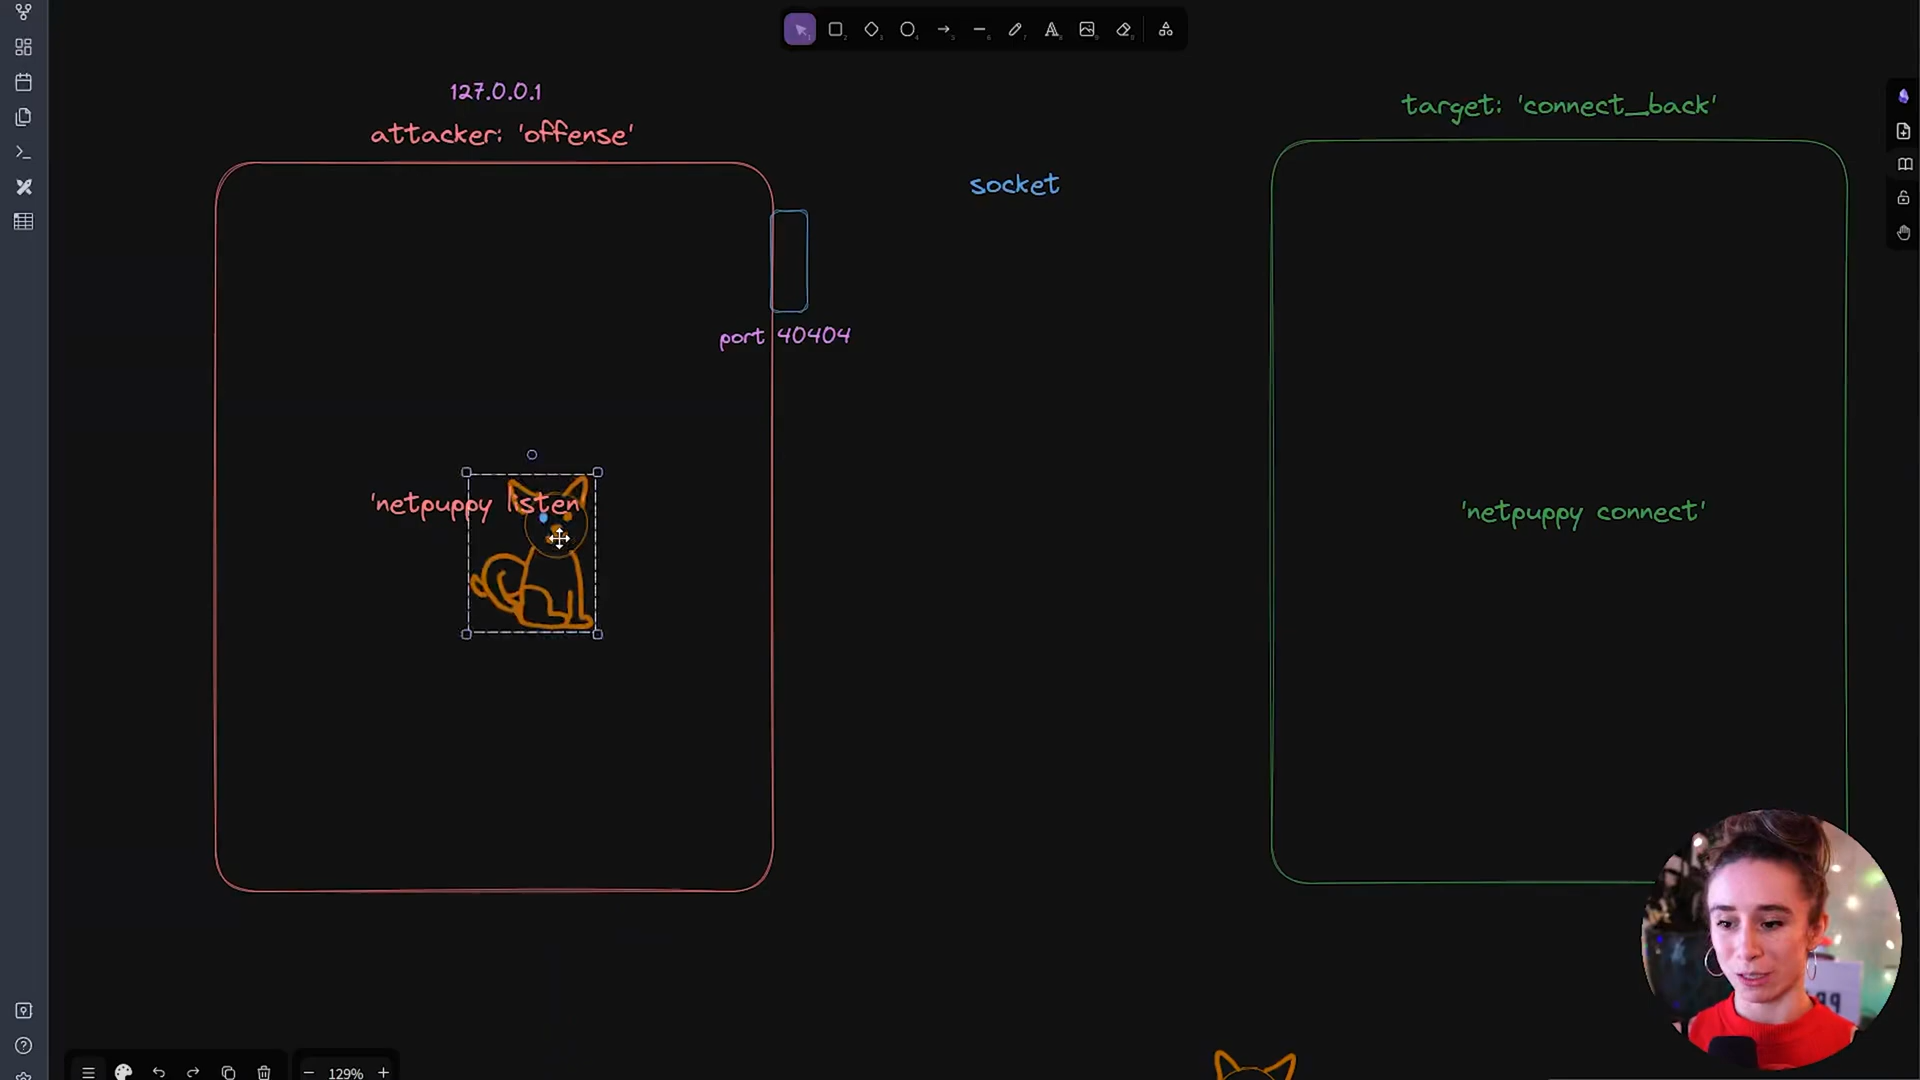 127.0.0.1
attacker: 'offense'
target: 'connect_back'
socket
port 40404
'netpuppy listen
'netpuppy connect'
129%